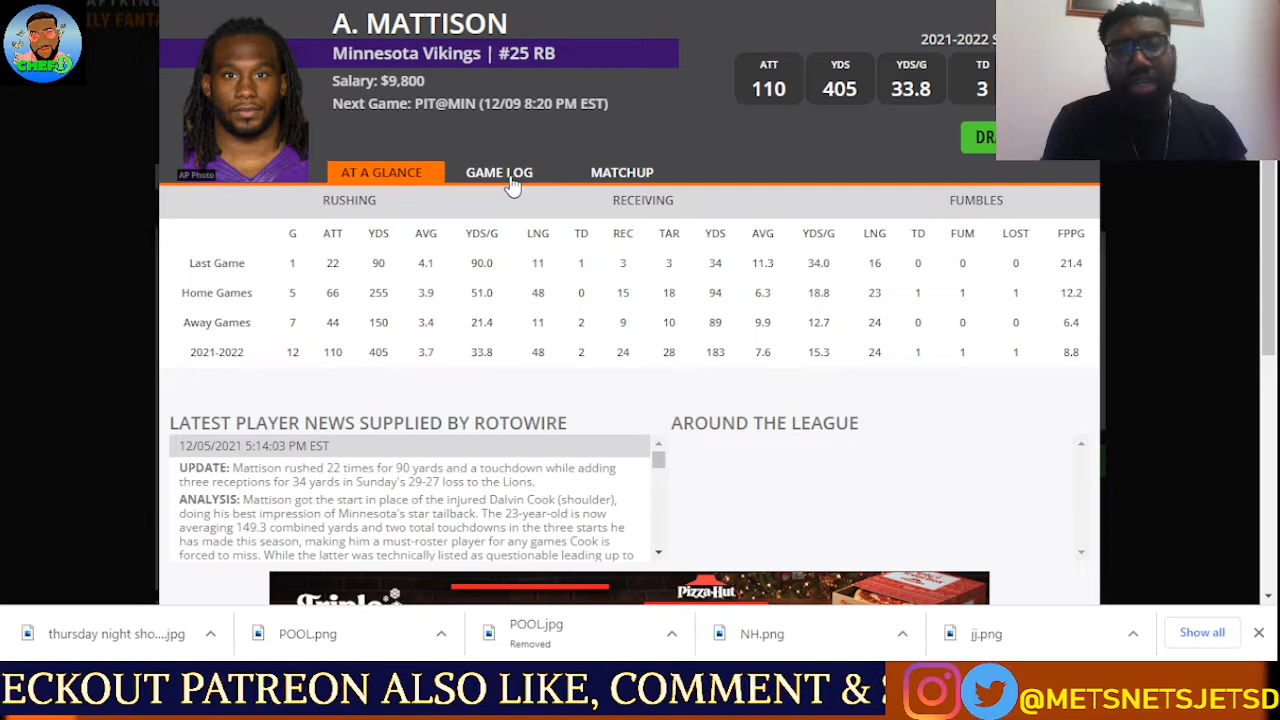 CHEF
ILY FANTA
A. MATTISON
Minnesota Vikings | #25 RB
Salary: $9,800
Next Game: PIT@MIN (12/09 8:20 PM EST)
2021-2022 S
ATT YDS YDS/G TD
110 405 33.8 3
DR
AP Photo
AT A GLANCE GAME LOG MATCHUP
RUSHING RECEIVING FUMBLES
G ATT YDS AVG YDS/G LNG TD REC TAR YDS AVG YDS/G LNG TD FUM LOST FPPG
Last Game 1 22 90 4.1 90.0 11 1 3 3 34 11.3 34.0 16 0 0 0 21.4
Home Games 5 66 255 3.9 51.0 48 0 15 18 94 6.3 18.8 23 1 1 1 12.2
Away Games 7 44 150 3.4 21.4 11 2 9 10 89 9.9 12.7 24 0 0 0 6.4
2021-2022 12 110 405 3.7 33.8 48 2 24 28 183 7.6 15.3 24 1 1 1 8.8
LATEST PLAYER NEWS SUPPLIED BY ROTOWIRE AROUND THE LEAGUE
12/05/2021 5:14:03 PM EST
UPDATE: Mattison rushed 22 times for 90 yards and a touchdown while adding
three receptions for 34 yards in Sunday's 29-27 loss to the Lions.
ANALYSIS: Mattison got the start in place of the injured Dalvin Cook (shoulder),
doing his best impression of Minnesota's star tailback. The 23-year-old is now
averaging 149.3 combined yards and two total touchdowns in the three starts
he has made this season, making him a must-roster player for any games Cook is
forced to miss. While the latter was technically listed as questionable leading up to
Triple
Pizza Hut
thursday night sho....jpg POOL.png POOL.jpg NH.png jj.png Show all
Removed
ECKOUT PATREON ALSO LIKE, COMMENT & S
@METSNETSJETSD